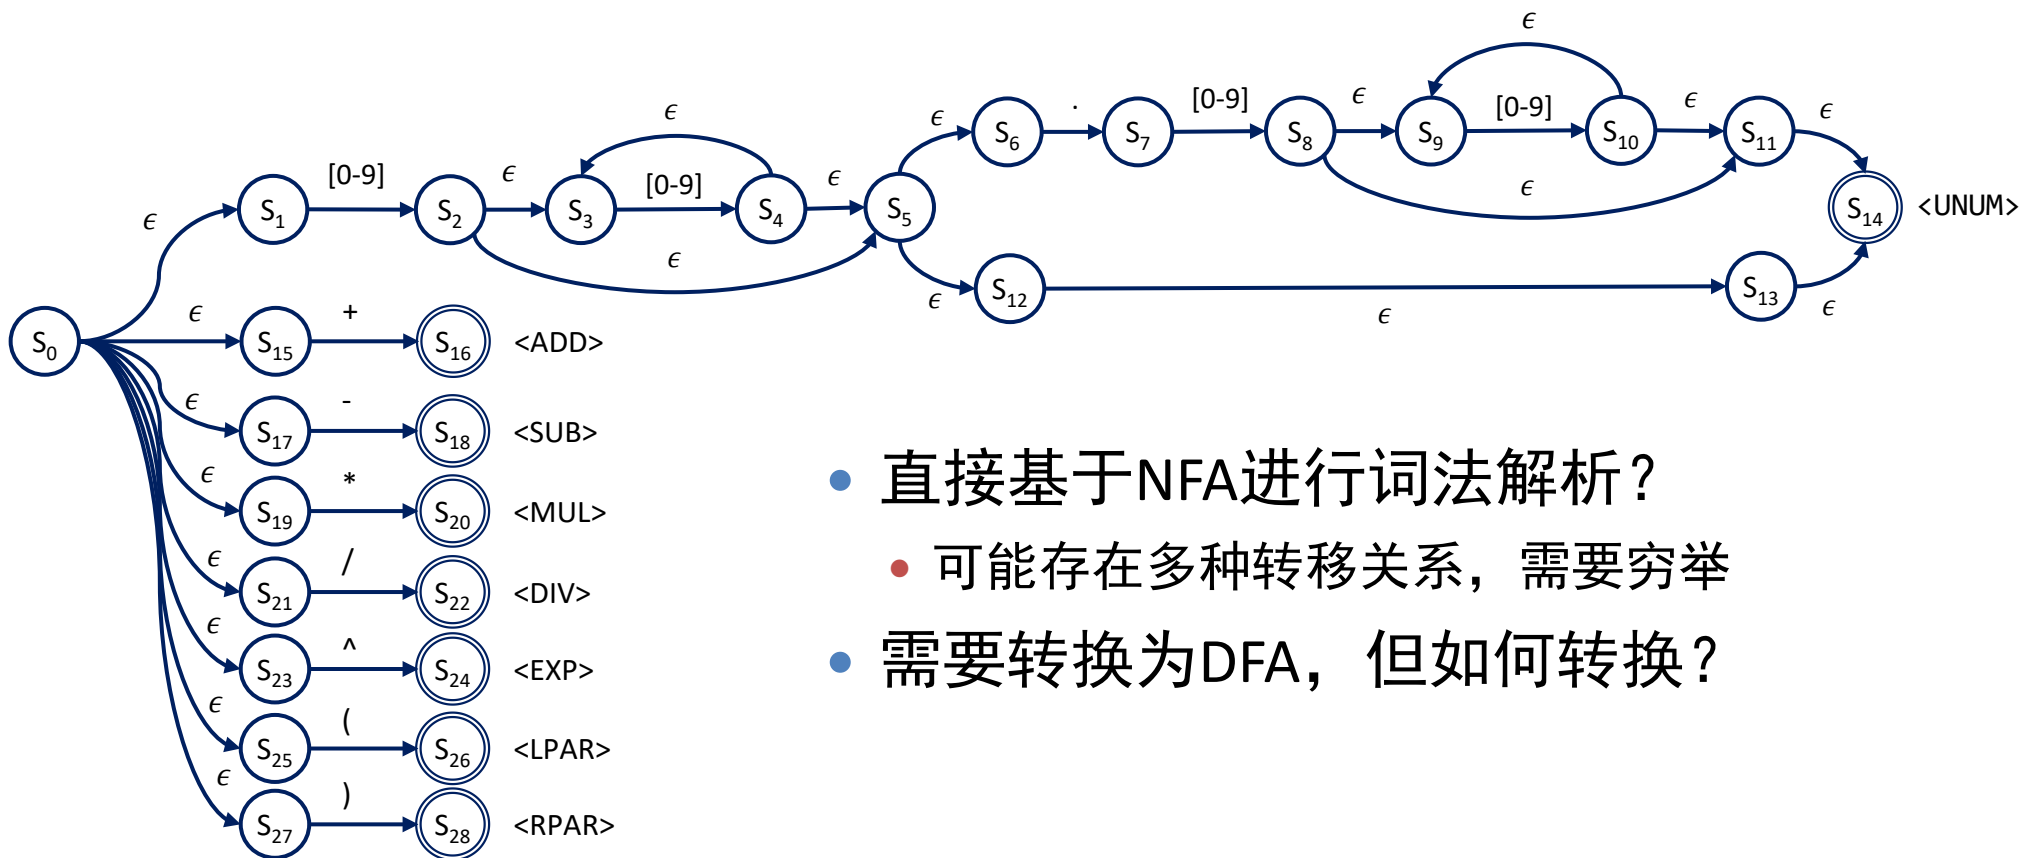 ϵ
ϵ [0-9] ϵ [0-9] ϵ
ϵ . [0-9] ϵ [0-9] ϵ ϵ
S6 S7 S8 S9 S10 S11
ϵ [0-9] ϵ [0-9] ϵ
S1 S2 S3 S4 S5 S14 <UNUM>
ϵ
ϵ ϵ S12 ϵ S13 ϵ
S0 ϵ S15 + S16 <ADD>
ϵ S17 - S18 <SUB>
ϵ S19 * S20 <MUL>
ϵ S21 / S22 <DIV>
ϵ S23 ^ S24 <EXP>
ϵ S25 ( S26 <LPAR>
ϵ S27 ) S28 <RPAR>
• 直接基于NFA进行词法解析?
• 可能存在多种转移关系，需要穷举
• 需要转换为DFA，但如何转换?